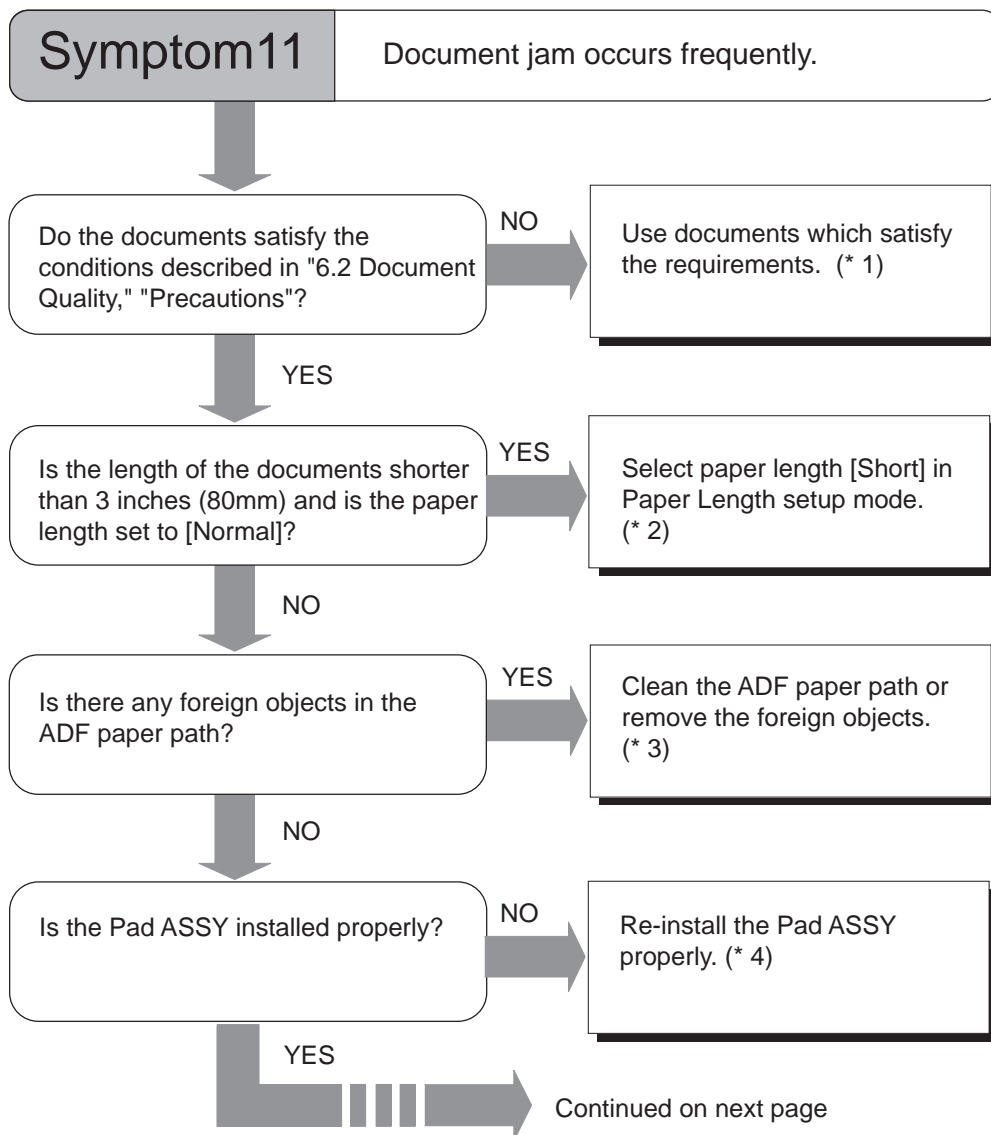 Symptom11
Document jam occurs frequently.
Do the documents satisfy the
conditions described in "6.2 Document
Quality," "Precautions"?
NO
Use documents which satisfy
the requirements.  (* 1)
YES
Is the length of the documents shorter
than 3 inches (80mm) and is the paper
length set to [Normal]?
YES
Select paper length [Short] in
Paper Length setup mode.
(* 2)
NO
Is there any foreign objects in the
ADF paper path?
YES
Clean the ADF paper path or
remove the foreign objects.
(* 3)
NO
Is the Pad ASSY installed properly?
NO
Re-install the Pad ASSY
properly. (* 4)
YES
Continued on next page